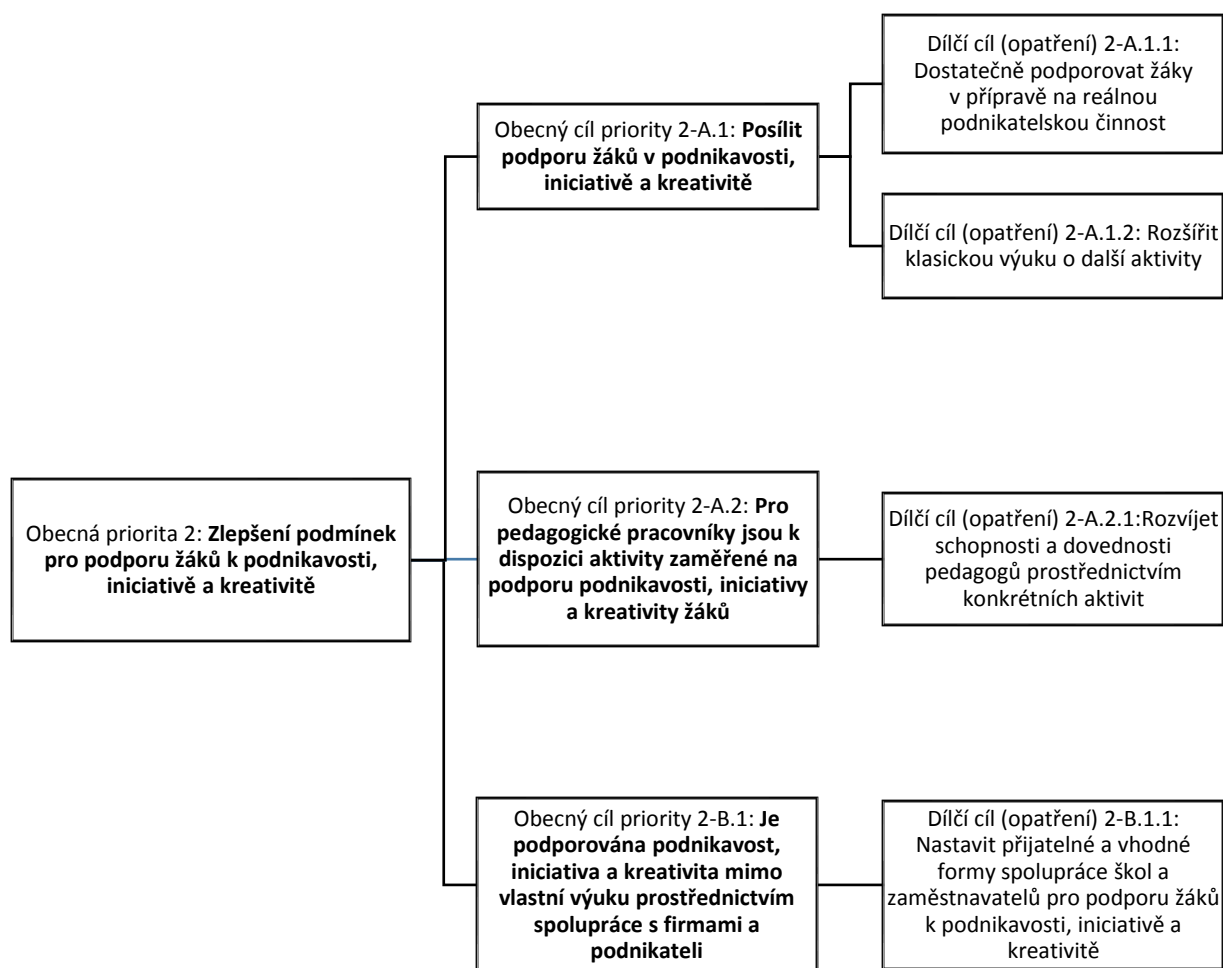 Obecná priorita 2: Zlepšení podmínek
pro podporu žáků k podnikavosti,
iniciativě a kreativitě
Obecný cíl priority 2-A.1: Posílit
podporu žáků v podnikavosti,
iniciativě a kreativitě
Dílčí cíl (opatření) 2-A.1.1:
Dostatečně podporovat žáky
v přípravě na reálnou
podnikatelskou činnost
Dílčí cíl (opatření) 2-A.1.2: Rozšířit
klasickou výuku o další aktivity
Obecný cíl priority 2-A.2: Pro
pedagogické pracovníky jsou k
dispozici aktivity zaměřené na
podporu podnikavosti, iniciativy
a kreativity žáků
Dílčí cíl (opatření) 2-A.2.1:Rozvíjet
schopnosti a dovednosti
pedagogů prostřednictvím
konkrétních aktivit
Obecný cíl priority 2-B.1: Je
podporována podnikavost,
iniciativa a kreativita mimo
vlastní výuku prostřednictvím
spolupráce s firmami a
podnikateli
Dílčí cíl (opatření) 2-B.1.1:
Nastavit přijatelné a vhodné
formy spolupráce škol a
zaměstnavatelů pro podporu žáků
k podnikavosti, iniciativě a
kreativitě